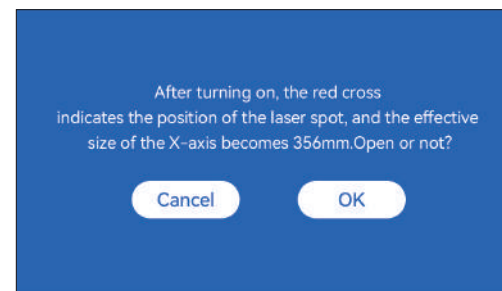 After turning on, the red cross
indicates the position of the laser spot, and the effective
size of the X-axis becomes 356mm.Open or not?
Cancel OK